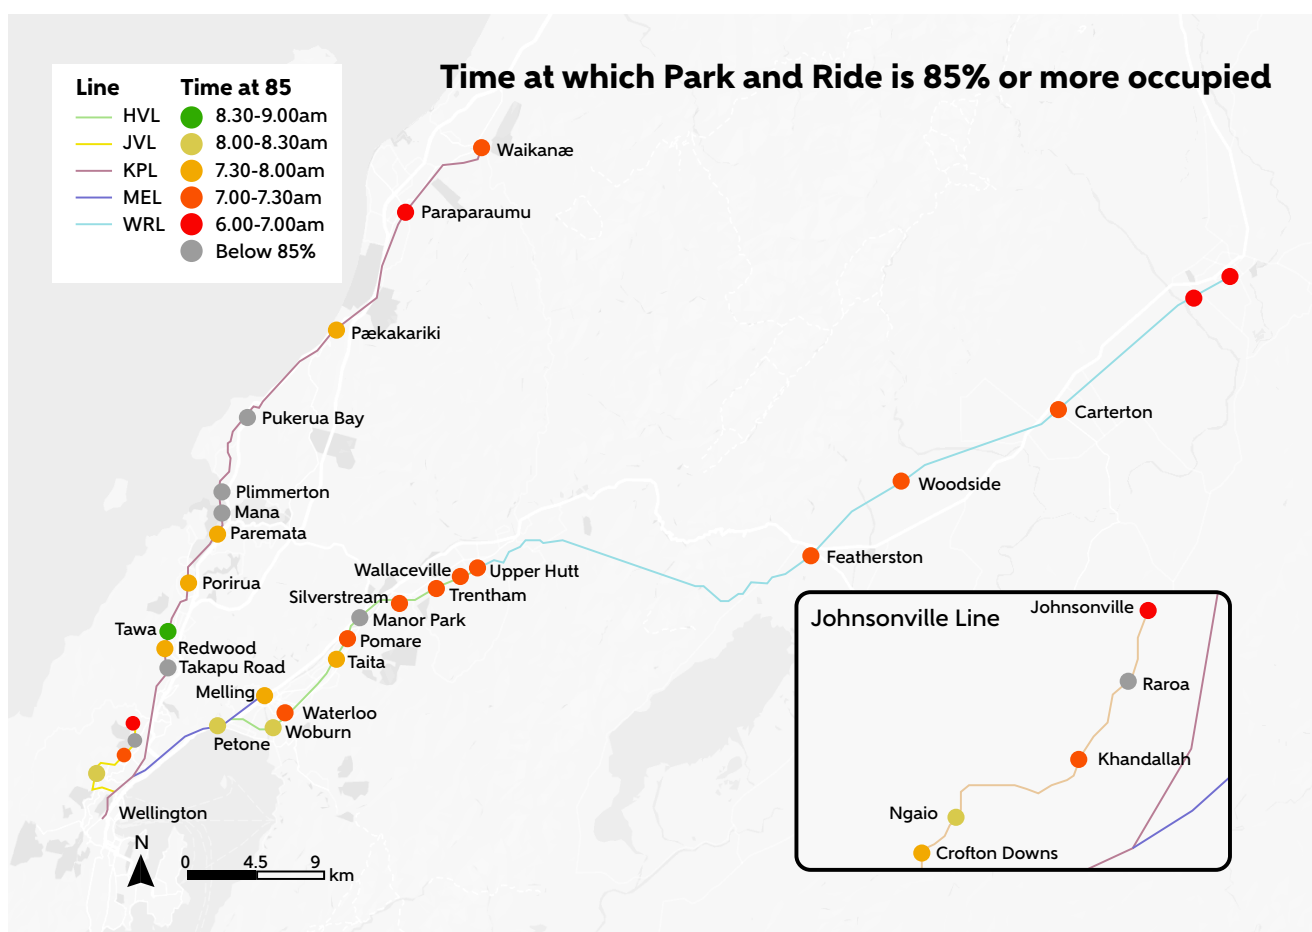 Time at which Park and Ride is 85% or more occupied
Line Time at 85
HVL 8.30-9.00am
JVL 8.00-8.30am
KPL 7.30-8.00am
MEL 7.00-7.30am
WRL 6.00-7.00am
Below 85%
Waikanæ
Paraparaumu
Pækakariki
Pukerua Bay
Plimmerton
Mana
Paremata
Porirua
Tawa
Redwood
Takapu Road
Carterton
Woodside
Featherston
Wallaceville
Upper Hutt
Trentham
Silverstream
Manor Park
Pomare
Taita
Melling
Waterloo
Woburn
Petone
Wellington
N
0 4.5 9
km
Johnsonville Line
Johnsonville
Raroa
Khandallah
Ngaio
Crofton Downs